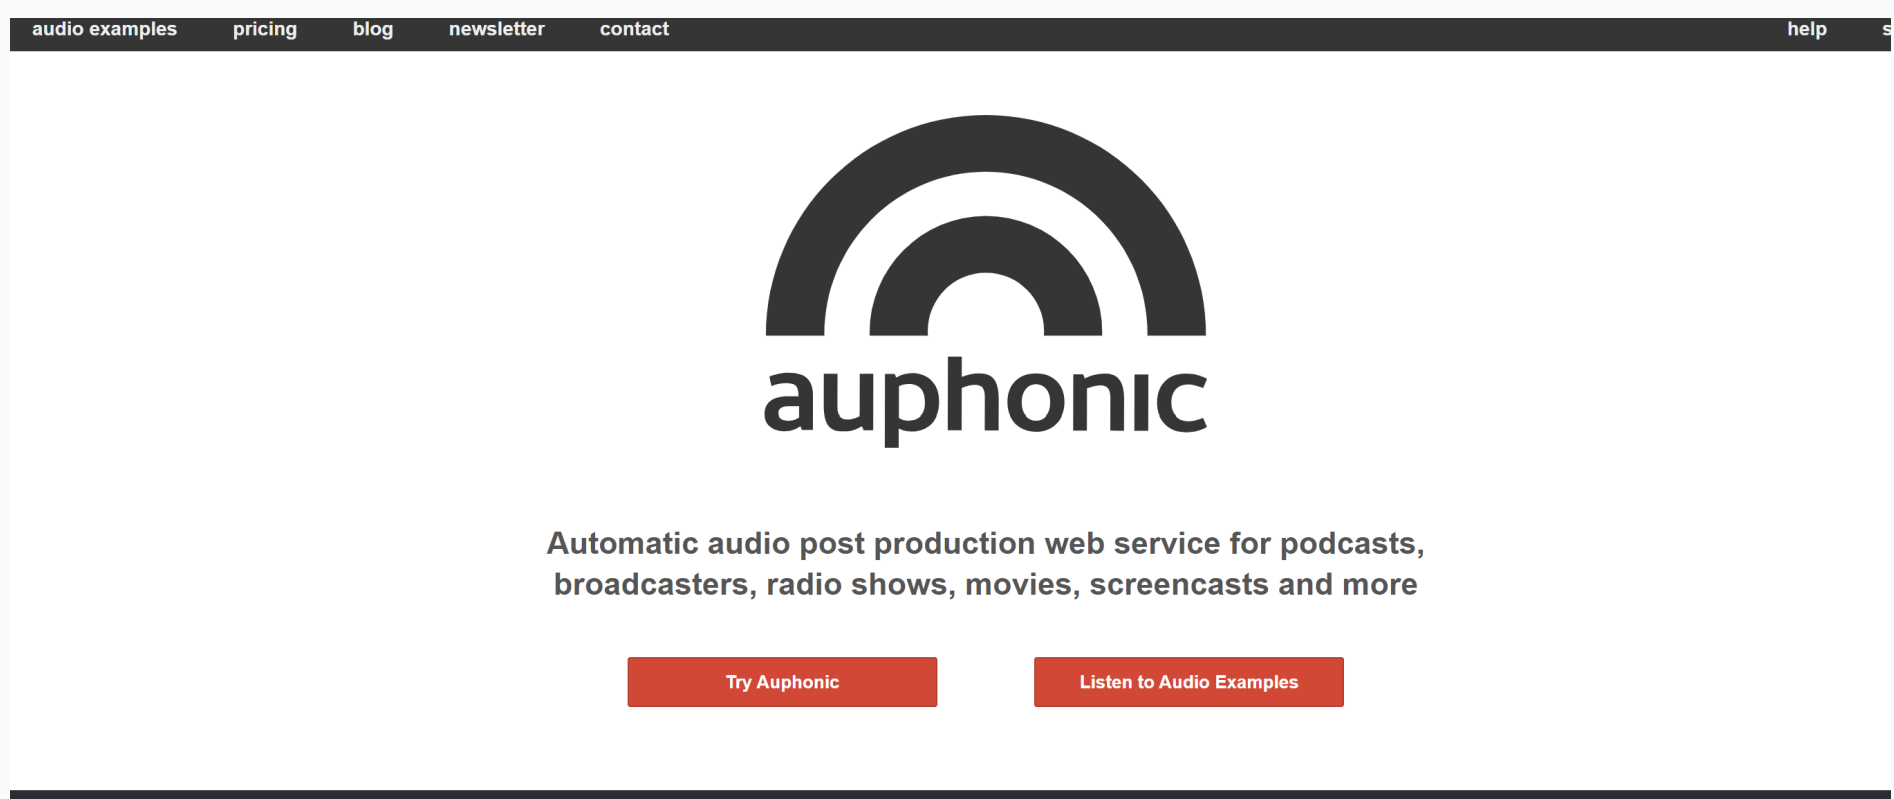 audio examples pricing blog newsletter contact help
auphonic
Automatic audio post production web service for podcasts,
broadcasters, radio shows, movies, screencasts and more
Try Auphonic Listen to Audio Examples